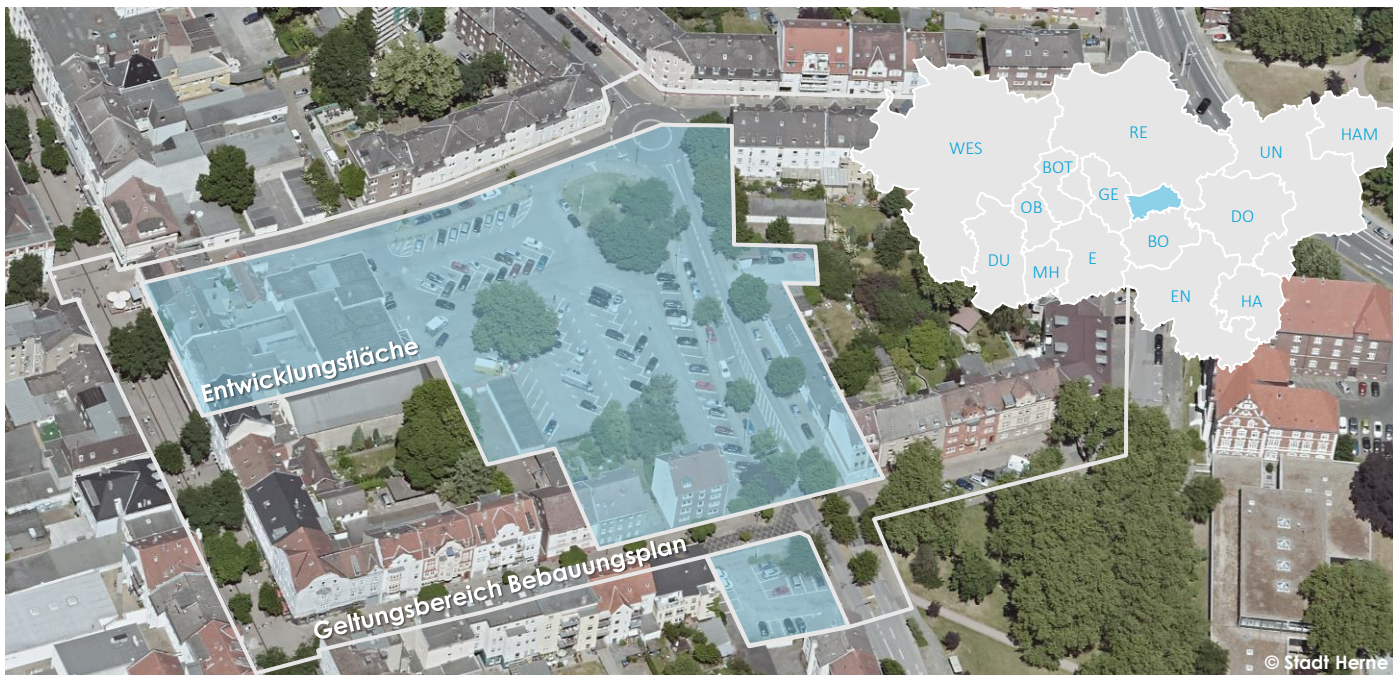 WES
RE
HAM
UN
BOT
GE
OB
DO
BO
DU
MH
E
EN
HA
Entwicklungsfläche
Geltungsbereich Bebauungsplan
© Stadt Herne